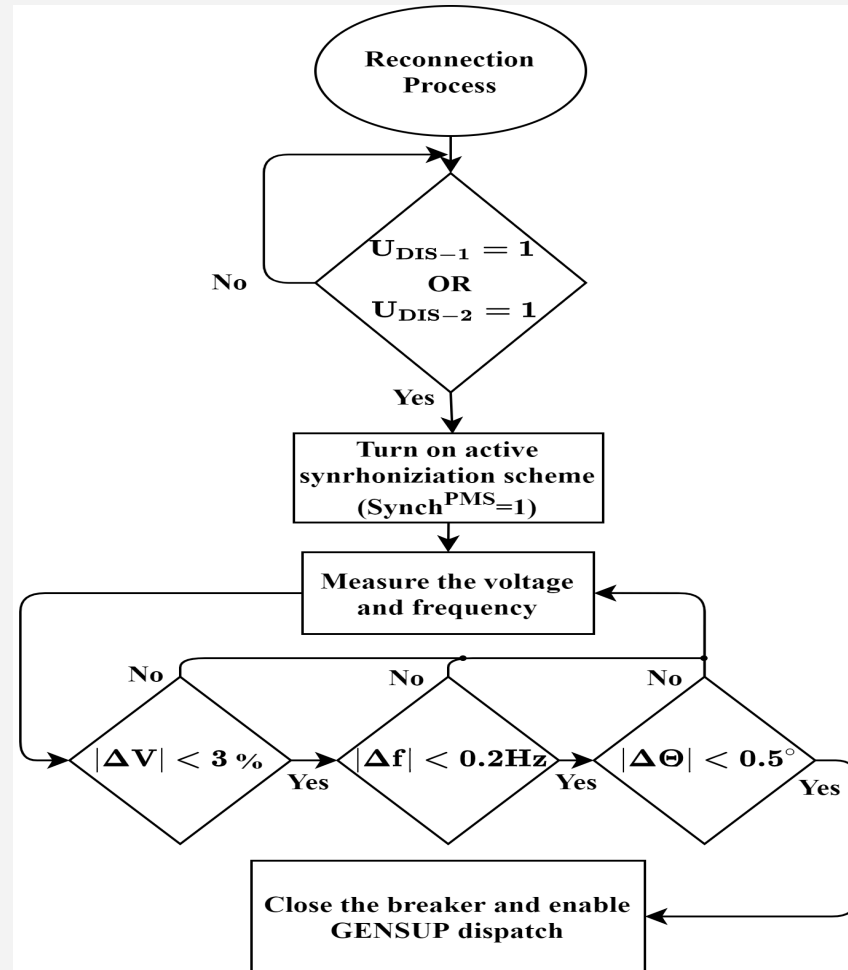 Reconnection
Process
U_DIS−1 = 1
OR
U_DIS−2 = 1
No
Yes
Turn on active
synrhoniziation scheme
(Synch^PMS=1)
Measure the voltage
and frequency
No
No
No
|ΔV| < 3 %
Yes
|Δf| < 0.2Hz
Yes
|ΔΘ| < 0.5°
Yes
Close the breaker and enable
GENSUP dispatch